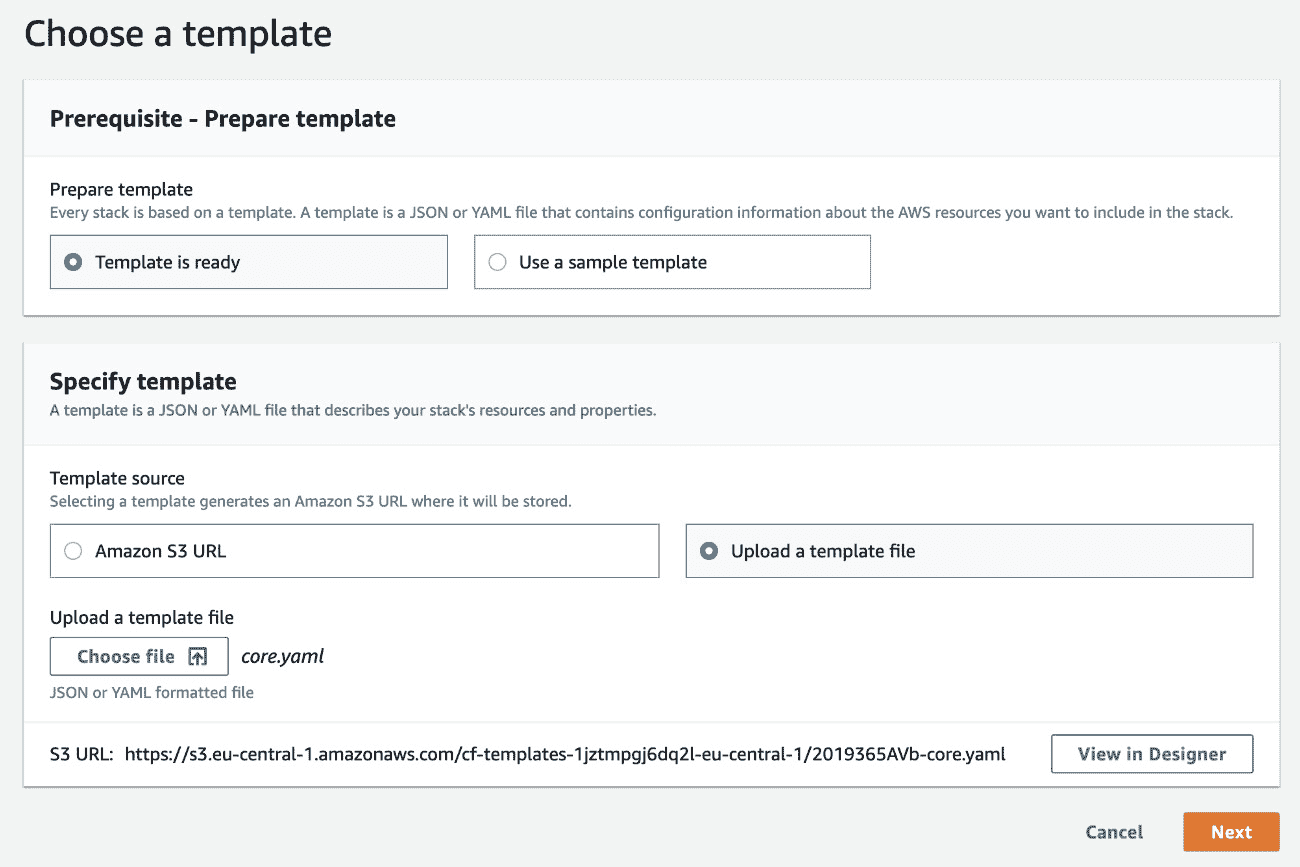 Choose a template
Prerequisite - Prepare template
Prepare template
Every stack is based on a template. A template is a JSON or YAML file that contains configuration information about the AWS resources you want to include in the stack.
Template is ready
Use a sample template
Specify template
A template is a JSON or YAML file that describes your stack's resources and properties.
Template source
Selecting a template generates an Amazon S3 URL where it will be stored.
Amazon S3 URL
Upload a template file
Upload a template file
Choose file core.yaml
JSON or YAML formatted file
S3 URL: https://s3.eu-central-1.amazonaws.com/cf-templates-1jztmpgj6dq2l-eu-central-1/2019365AVb-core.yaml
View in Designer
Cancel
Next